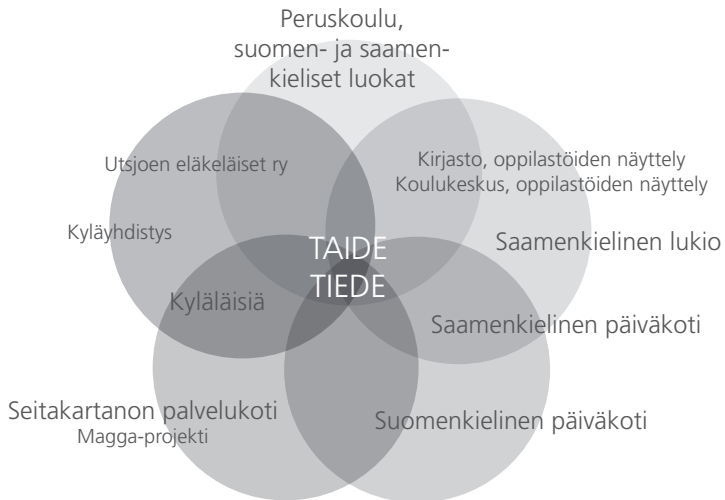 Peruskoulu,
suomen- ja saamen-
kieliset luokat
Utsjoen eläkeläiset ry
Kirjasto, oppilastöiden näyttely
Koulukeskus, oppilastöiden näyttely
Kyläyhdistys
Saamenkielinen lukio
TAIDE
TIEDE
Kyläläisiä
Saamenkielinen päiväkoti
Seitakartanon palvelukoti
Magga-projekti
Suomenkielinen päiväkoti